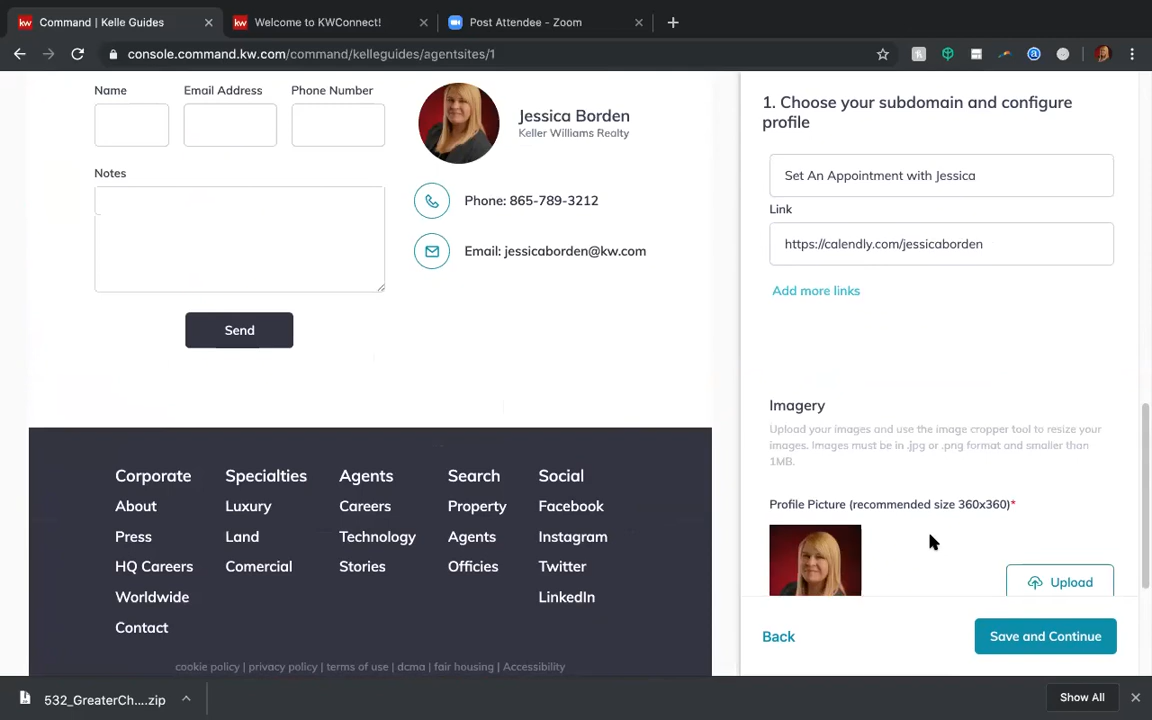 kw Command | Kelle Guides
kw Welcome to KWConnect!
Post Attendee - Zoom
console.command.kw.com/command/kelleguides/agentsites/1
Name Email Address Phone Number
Jessica Borden
Keller Williams Realty
Notes
Phone: 865-789-3212
Email: jessicaborden@kw.com
Send
Corporate
About
Press
HQ Careers
Worldwide
Contact
Specialties
Luxury
Land
Comercial
Agents
Careers
Technology
Stories
Search
Property
Agents
Officies
Social
Facebook
Instagram
Twitter
LinkedIn
cookie policy | privacy policy | terms of use | dcma | fair housing | Accessibility
1. Choose your subdomain and configure
profile
Set An Appointment with Jessica
Link
https://calendly.com/jessicaborden
Add more links
Imagery
Upload your images and use the image cropper tool to resize your
images. Images must be in .jpg or .png format and smaller than
1MB.
Profile Picture (recommended size 360x360)*
Upload
Back
Save and Continue
532_GreaterCh....zip
Show All